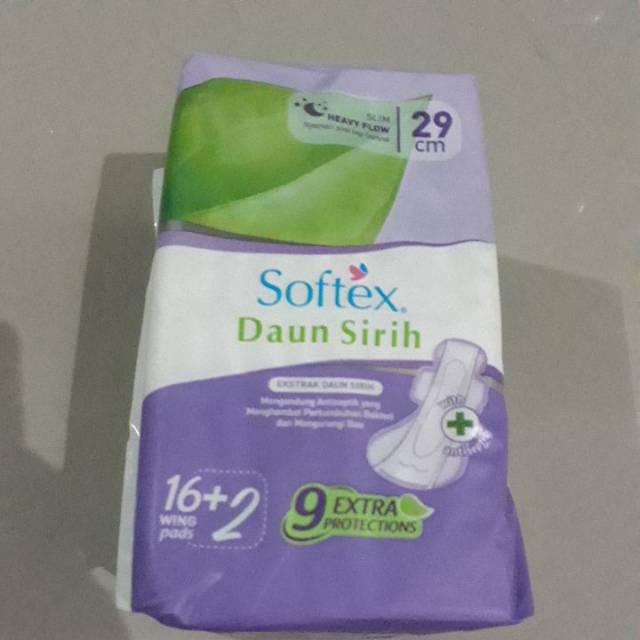 SLIM
HEAVY FLOW
29
cm
Softex
Daun Sirih
EKSTRAK DAUN SIRIH
Mengandung Antiseptik yang
Menghambat Pertumbuhan Bakteri
dan Mengurangi Bau
with
16+2
WING
pads
9 EXTRA
PROTECTIONS